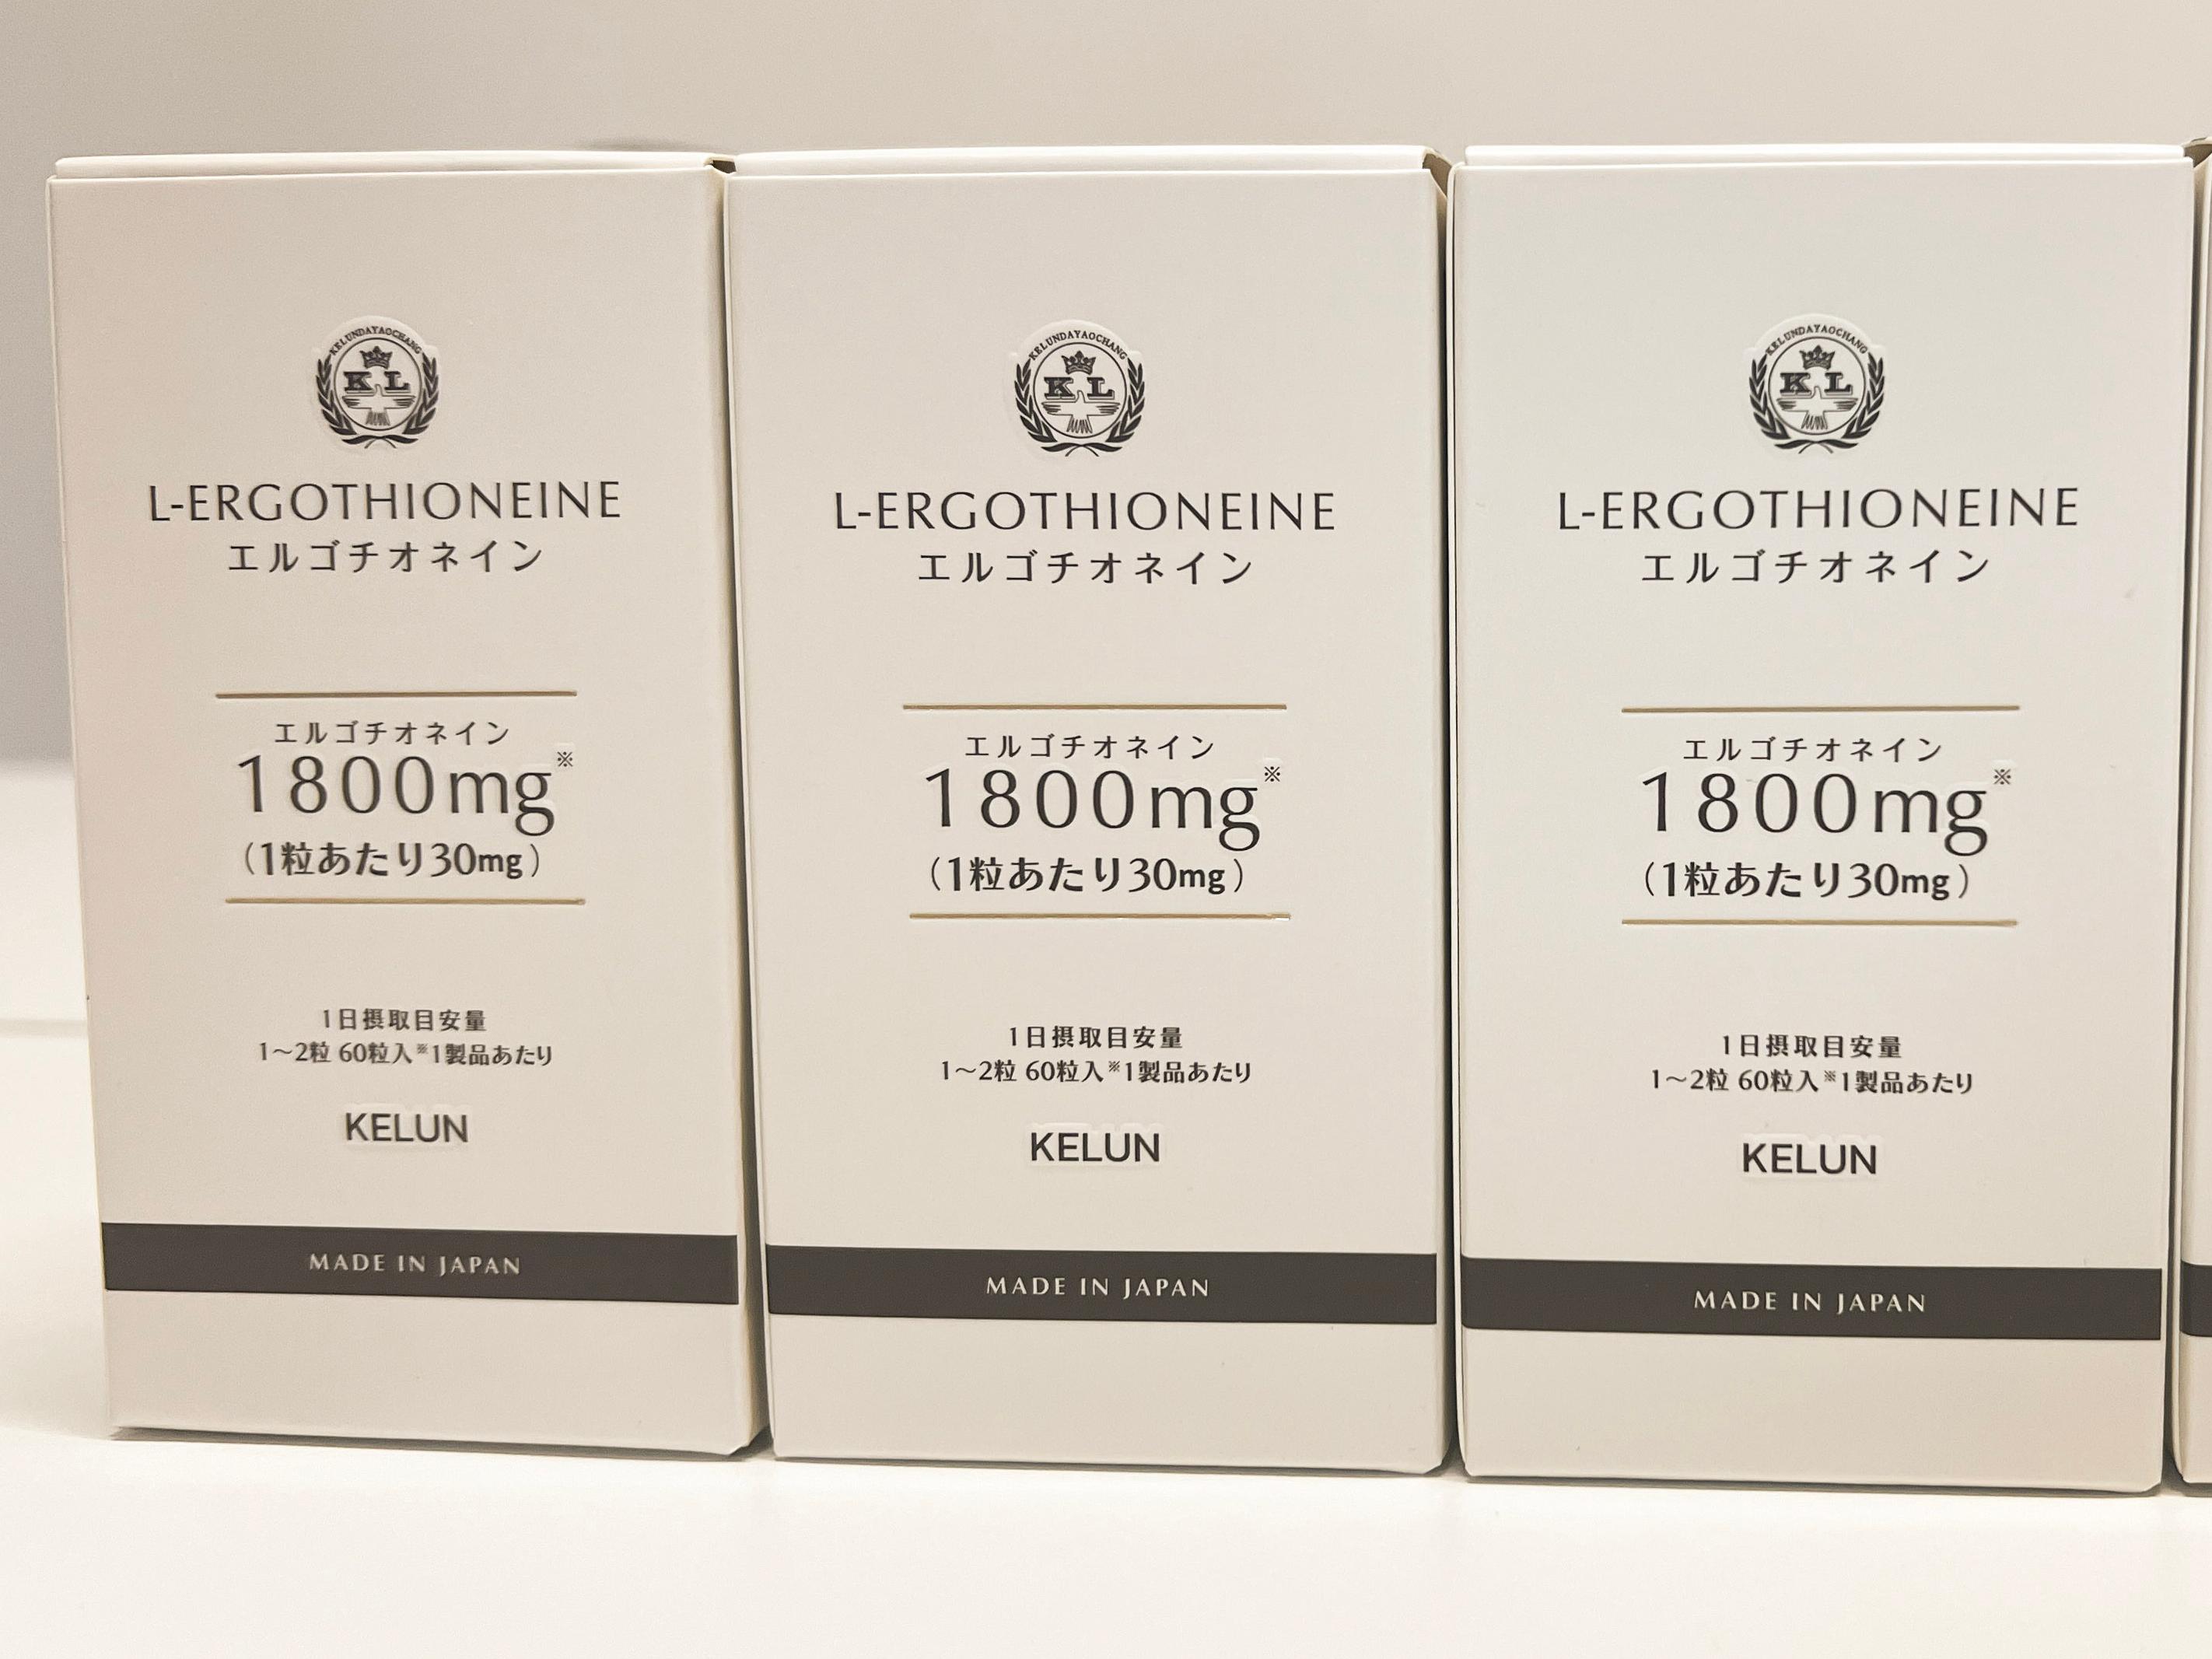 KELUNDAYAOCHANG
K L
L-ERGOTHIONEINE
エルゴチオネイン
エルゴチオネイン
1800mg※
（1粒あたり30mg）
1日摂取目安量
1～2粒 60粒入※1製品あたり
KELUN
MADE IN JAPAN
KELUNDAYAOCHANG
K L
L-ERGOTHIONEINE
エルゴチオネイン
エルゴチオネイン
1800mg※
（1粒あたり30mg）
1日摂取目安量
1～2粒 60粒入※1製品あたり
KELUN
MADE IN JAPAN
KELUNDAYAOCHANG
K L
L-ERGOTHIONEINE
エルゴチオネイン
エルゴチオネイン
1800mg※
（1粒あたり30mg）
1日摂取目安量
1～2粒 60粒入※1製品あたり
KELUN
MADE IN JAPAN